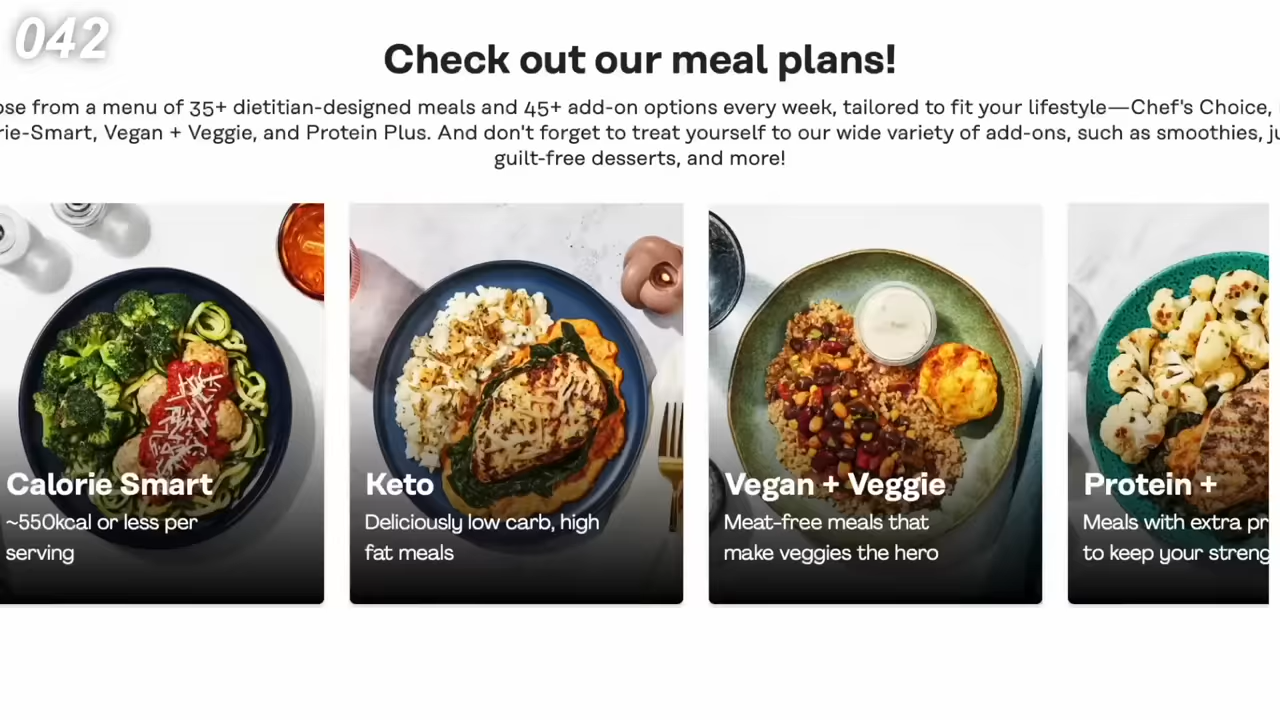 042
Check out our meal plans!
from a menu of 35+ dietitian-designed meals and 45+ add-on options every week, tailored to fit your lifestyle—Chef's Choice,
Vegan + Veggie, and Protein Plus. And don't forget to treat yourself to our wide variety of add-ons, such as smoothies,
guilt-free desserts, and more!
Calorie Smart
~550kcal or less per
serving
Keto
Deliciously low carb, high
fat meals
Vegan + Veggie
Meat-free meals that
make veggies the hero
Protein +
Meals with extra
to keep your